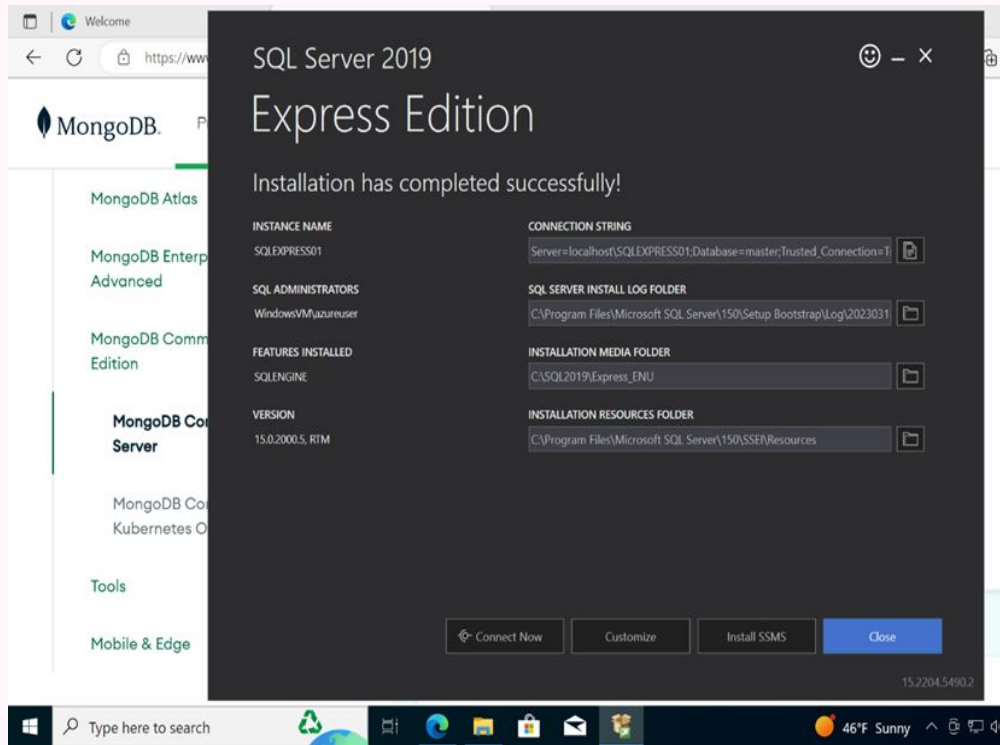 Welcome
https://www
MongoDB.
P
MongoDB Atlas
MongoDB Enterp
Advanced
MongoDB Comm
Edition
MongoDB Co
Server
MongoDB Co
Kubernetes O
Tools
Mobile & Edge
SQL Server 2019
Express Edition
Installation has completed successfully!
INSTANCE NAME
SQLEXPRESS01
CONNECTION STRING
Server=localhost\SQLEXPRESS01;Database=master;Trusted_Connection=T
SQL ADMINISTRATORS
WindowsVM\azureuser
SQL SERVER INSTALL LOG FOLDER
C:\Program Files\Microsoft SQL Server\150\Setup Bootstrap\Log\2023031
FEATURES INSTALLED
SQLENGINE
INSTALLATION MEDIA FOLDER
C:\SQL2019\Express_ENU
VERSION
15.0.2000.5, RTM
INSTALLATION RESOURCES FOLDER
C:\Program Files\Microsoft SQL Server\150\SSEI\Resources
Connect Now
Customize
Install SSMS
Close
15.2204.5490.2
Type here to search
46°F Sunny